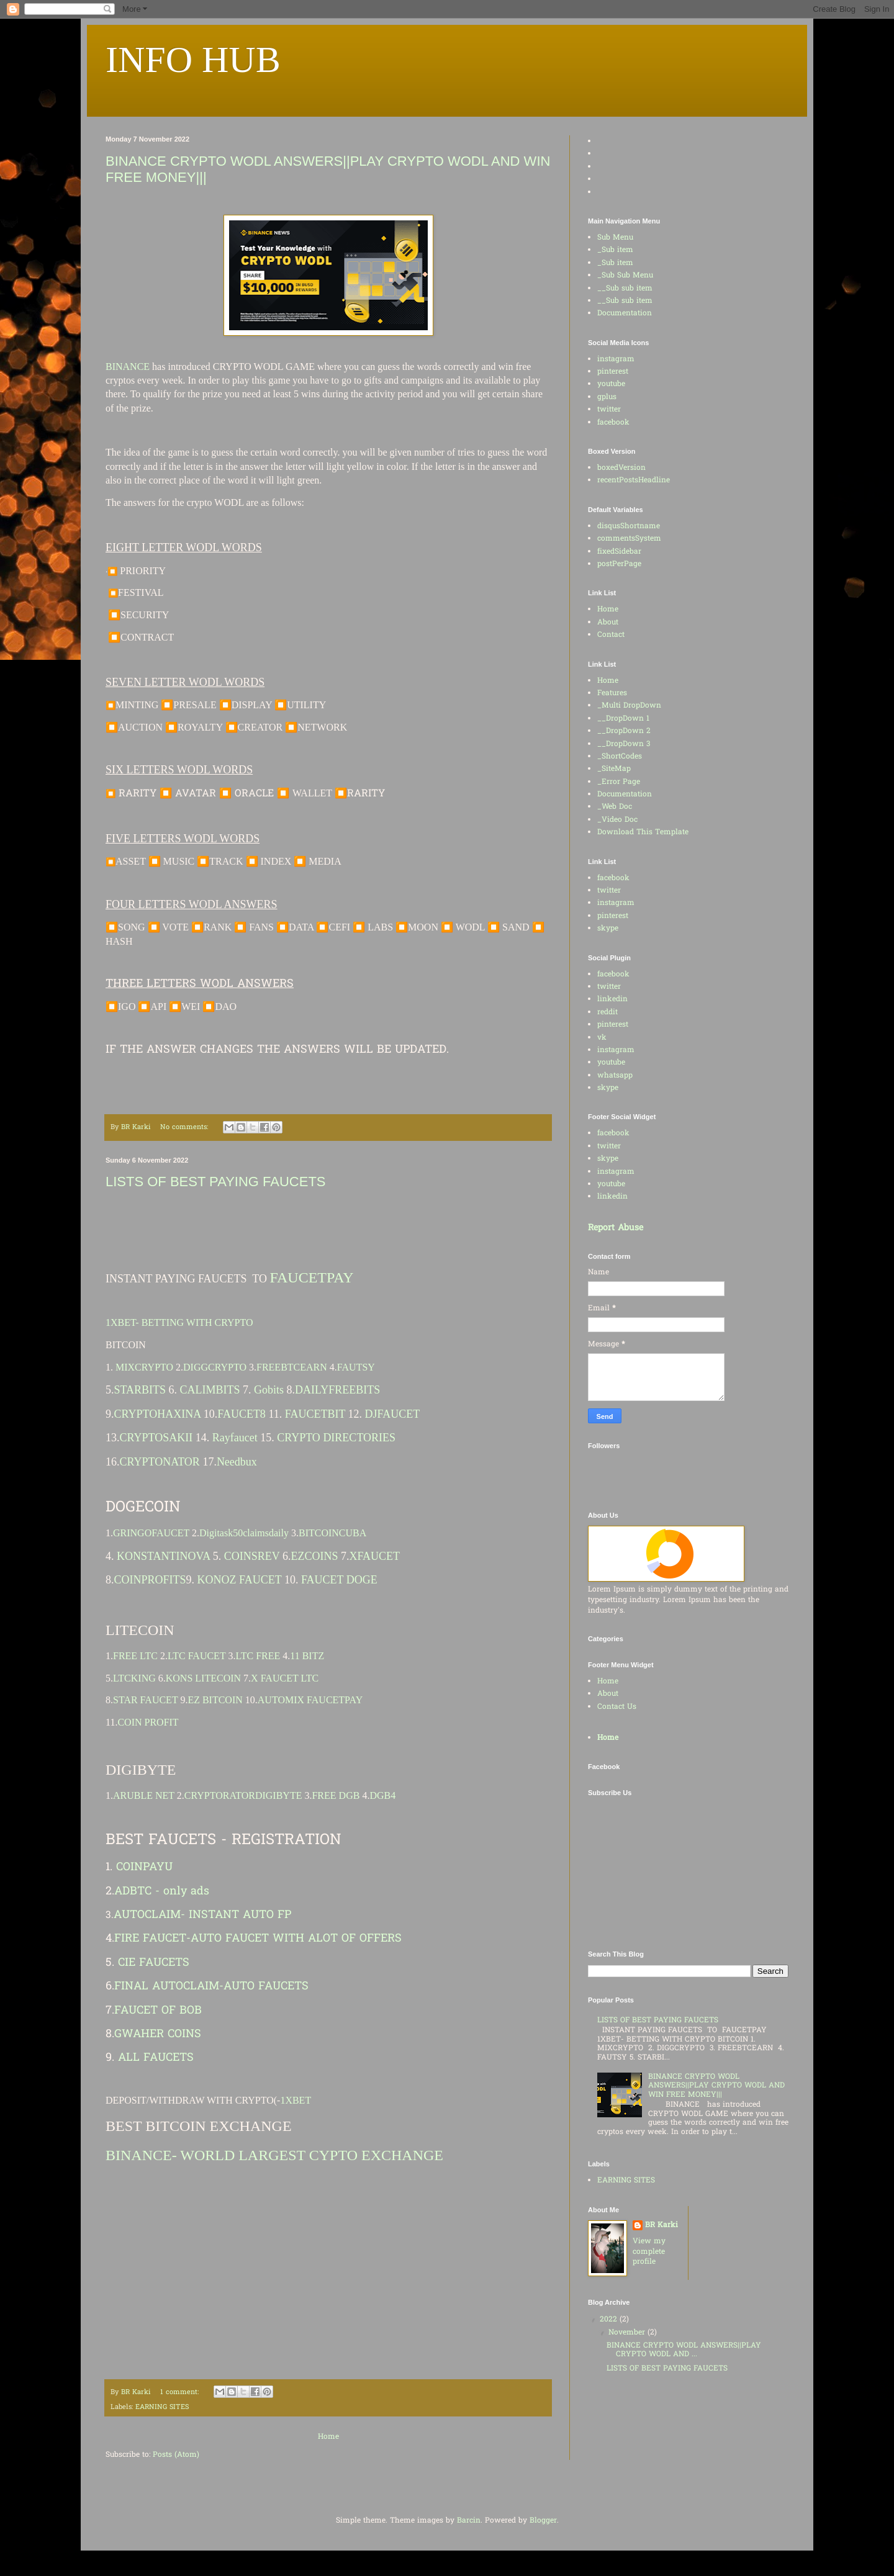 More
Create Blog Sign In
INFO HUB
Monday 7 November 2022
BINANCE CRYPTO WODL ANSWERS||PLAY CRYPTO WODL AND WIN
FREE MONEY|||
BINANCE NEWS
Test Your Knowledge with
CRYPTO WODL
SHARE $10,000 IN BUSD REWARDS
BINANCE has introduced CRYPTO WODL GAME where you can guess the words correctly and win free
cryptos every week. In order to play this game you have to go to gifts and campaigns and its available to play
there. To qualify for the prize you need at least 5 wins during the activity period and you will get certain share
of the prize.
The idea of the game is to guess the certain word correctly. you will be given number of tries to guess the word
correctly and if the letter is in the answer the letter will light yellow in color. If the letter is in the answer and
also in the correct place of the word it will light green.
The answers for the crypto WODL are as follows:
EIGHT LETTER WODL WORDS
PRIORITY
FESTIVAL
SECURITY
CONTRACT
SEVEN LETTER WODL WORDS
MINTING PRESALE DISPLAY UTILITY
AUCTION ROYALTY CREATOR NETWORK
SIX LETTERS WODL WORDS
RARITY AVATAR ORACLE WALLET RARITY
FIVE LETTERS WODL WORDS
ASSET MUSIC TRACK INDEX MEDIA
FOUR LETTERS WODL ANSWERS
SONG VOTE RANK FANS DATA CEFI LABS MOON WODL SAND
HASH
THREE LETTERS WODL ANSWERS
IGO API WEI DAO
IF THE ANSWER CHANGES THE ANSWERS WILL BE UPDATED.
By BR Karki No comments:
Sunday 6 November 2022
LISTS OF BEST PAYING FAUCETS
INSTANT PAYING FAUCETS TO FAUCETPAY
1XBET- BETTING WITH CRYPTO
BITCOIN
1. MIXCRYPTO 2.DIGGCRYPTO 3.FREEBTCEARN 4.FAUTSY
5.STARBITS 6. CALIMBITS 7. Gobits 8.DAILYFREEBITS
9.CRYPTOHAXINA 10.FAUCET8 11. FAUCETBIT 12. DJFAUCET
13.CRYPTOSAKII 14. Rayfaucet 15. CRYPTO DIRECTORIES
16.CRYPTONATOR 17.Needbux
DOGECOIN
1.GRINGOFAUCET 2.Digitask50claimsdaily 3.BITCOINCUBA
4. KONSTANTINOVA 5. COINSREV 6.EZCOINS 7.XFAUCET
8.COINPROFITS9. KONOZ FAUCET 10. FAUCET DOGE
LITECOIN
1.FREE LTC 2.LTC FAUCET 3.LTC FREE 4.11 BITZ
5.LTCKING 6.KONS LITECOIN 7.X FAUCET LTC
8.STAR FAUCET 9.EZ BITCOIN 10.AUTOMIX FAUCETPAY
11.COIN PROFIT
DIGIBYTE
1.ARUBLE NET 2.CRYPTORATORDIGIBYTE 3.FREE DGB 4.DGB4
BEST FAUCETS - REGISTRATION
1. COINPAYU
2.ADBTC - only ads
3.AUTOCLAIM- INSTANT AUTO FP
4.FIRE FAUCET-AUTO FAUCET WITH ALOT OF OFFERS
5. CIE FAUCETS
6.FINAL AUTOCLAIM-AUTO FAUCETS
7.FAUCET OF BOB
8.GWAHER COINS
9. ALL FAUCETS
DEPOSIT/WITHDRAW WITH CRYPTO(-1XBET
BEST BITCOIN EXCHANGE
BINANCE- WORLD LARGEST CYPTO EXCHANGE
By BR Karki 1 comment:
Labels: EARNING SITES
Home
Subscribe to: Posts (Atom)
Main Navigation Menu
Sub Menu
_Sub item
_Sub item
_Sub Sub Menu
__Sub sub item
__Sub sub item
Documentation
Social Media Icons
instagram
pinterest
youtube
gplus
twitter
facebook
Boxed Version
boxedVersion
recentPostsHeadline
Default Variables
disqusShortname
commentsSystem
fixedSidebar
postPerPage
Link List
Home
About
Contact
Link List
Home
Features
_Multi DropDown
__DropDown 1
__DropDown 2
__DropDown 3
_ShortCodes
_SiteMap
_Error Page
Documentation
_Web Doc
_Video Doc
Download This Template
Link List
facebook
twitter
instagram
pinterest
skype
Social Plugin
facebook
twitter
linkedin
reddit
pinterest
vk
instagram
youtube
whatsapp
skype
Footer Social Widget
facebook
twitter
skype
instagram
youtube
linkedin
Report Abuse
Contact form
Name
Email *
Message *
Send
Followers
About Us
Lorem Ipsum is simply dummy text of the printing and
typesetting industry. Lorem Ipsum has been the
industry's.
Categories
Footer Menu Widget
Home
About
Contact Us
Home
Facebook
Subscribe Us
Search This Blog
Search
Popular Posts
LISTS OF BEST PAYING FAUCETS
INSTANT PAYING FAUCETS TO FAUCETPAY
1XBET- BETTING WITH CRYPTO BITCOIN 1.
MIXCRYPTO 2. DIGGCRYPTO 3. FREEBTCEARN 4.
FAUTSY 5. STARBI...
BINANCE CRYPTO WODL
ANSWERS||PLAY CRYPTO WODL AND
WIN FREE MONEY|||
BINANCE has introduced
CRYPTO WODL GAME where you can
guess the words correctly and win free
cryptos every week. In order to play t...
Labels
EARNING SITES
About Me
BR Karki
View my
complete
profile
Blog Archive
2022 (2)
November (2)
BINANCE CRYPTO WODL ANSWERS||PLAY
CRYPTO WODL AND ...
LISTS OF BEST PAYING FAUCETS
Simple theme. Theme images by Barcin. Powered by Blogger.